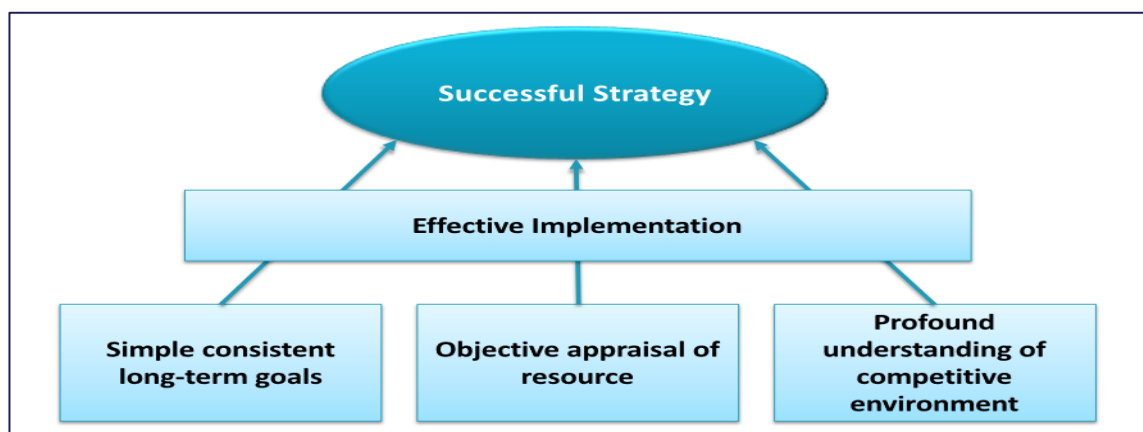 Successful Strategy
Effective Implementation
Simple consistent
long-term goals
Objective appraisal of
resource
Profound
understanding of
competitive
environment